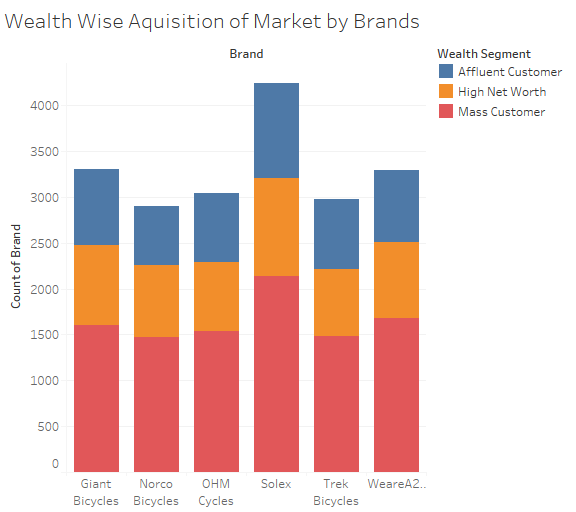 Wealth Wise Aquisition of Market by Brands
Brand
Wealth Segment
Affluent Customer
High Net Worth
Mass Customer
Count of Brand
4000
3500
3000
2500
2000
1500
1000
500
0
Giant Bicycles
Norco Bicycles
OHM Cycles
Solex
Trek Bicycles
WeareA2..